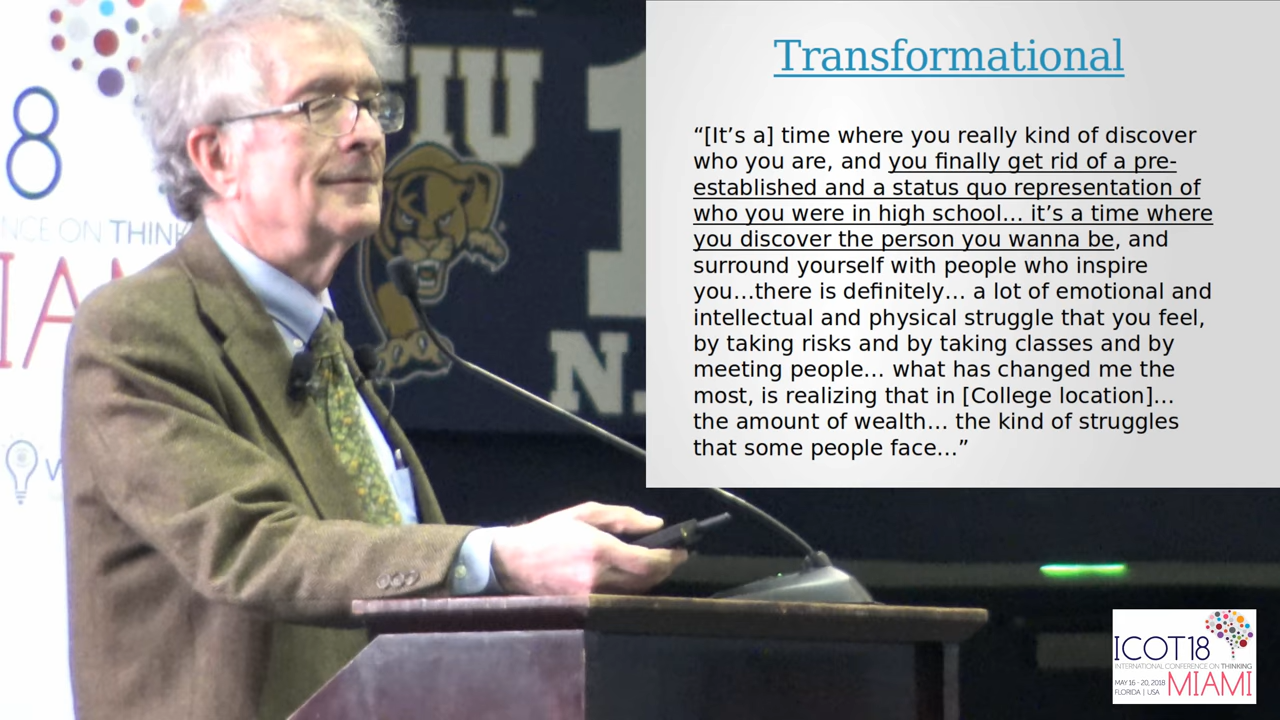 Transformational
“[It’s a] time where you really kind of discover
who you are, and you finally get rid of a pre-
established and a status quo representation of
who you were in high school… it’s a time where
you discover the person you wanna be, and
surround yourself with people who inspire
you…there is definitely… a lot of emotional and
intellectual and physical struggle that you feel,
by taking risks and by taking classes and by
meeting people… what has changed me the
most, is realizing that in [College location]…
the amount of wealth… the kind of struggles
that some people face…”
8
NCE ON THINK
IAM
W
FIU
1
N.
ICOT18
INTERNATIONAL CONFERENCE ON THINKING
MAY 16 - 20, 2018
FLORIDA | USA
MIAMI